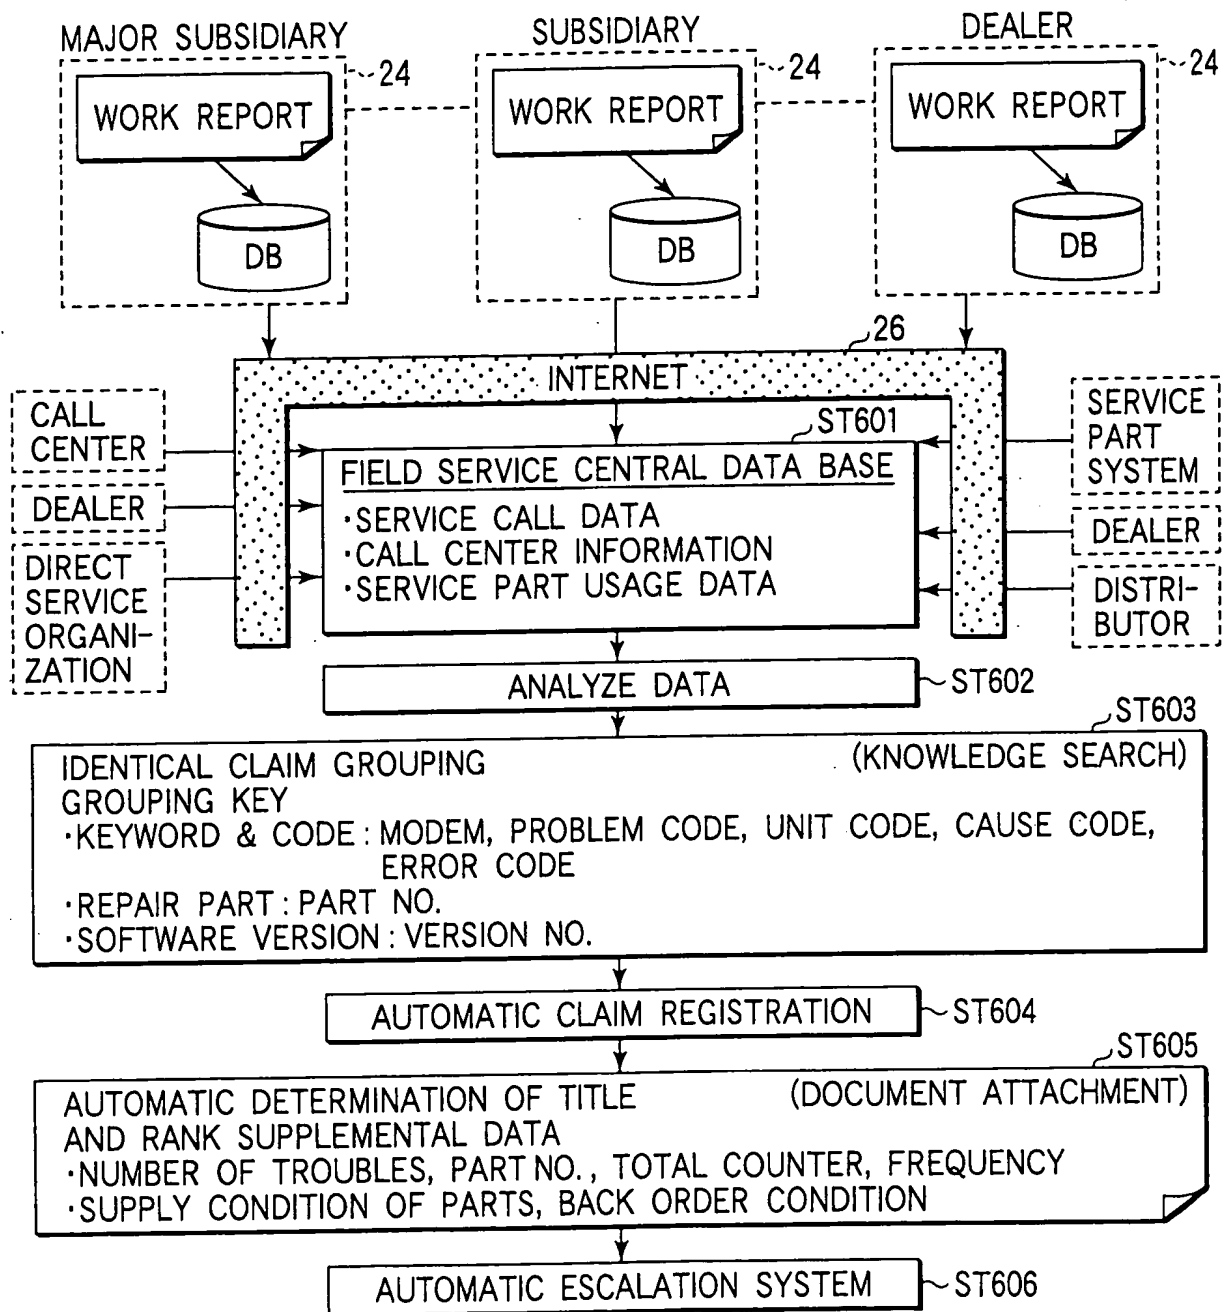 MAJOR SUBSIDIARY
SUBSIDIARY
DEALER
24
24
24
WORK REPORT
WORK REPORT
WORK REPORT
DB
DB
DB
26
INTERNET
CALL
CENTER
DEALER
DIRECT
SERVICE
ORGANI-
ZATION
ST601
FIELD SERVICE CENTRAL DATA BASE
·SERVICE CALL DATA
·CALL CENTER INFORMATION
·SERVICE PART USAGE DATA
SERVICE
PART
SYSTEM
DEALER
DISTRI-
BUTOR
ANALYZE DATA
ST602
ST603
IDENTICAL CLAIM GROUPING (KNOWLEDGE SEARCH)
GROUPING KEY
·KEYWORD & CODE : MODEM, PROBLEM CODE, UNIT CODE, CAUSE CODE,
ERROR CODE
·REPAIR PART : PART NO.
·SOFTWARE VERSION : VERSION NO.
AUTOMATIC CLAIM REGISTRATION
ST604
ST605
AUTOMATIC DETERMINATION OF TITLE (DOCUMENT ATTACHMENT)
AND RANK SUPPLEMENTAL DATA
·NUMBER OF TROUBLES, PART NO., TOTAL COUNTER, FREQUENCY
·SUPPLY CONDITION OF PARTS, BACK ORDER CONDITION
AUTOMATIC ESCALATION SYSTEM
ST606